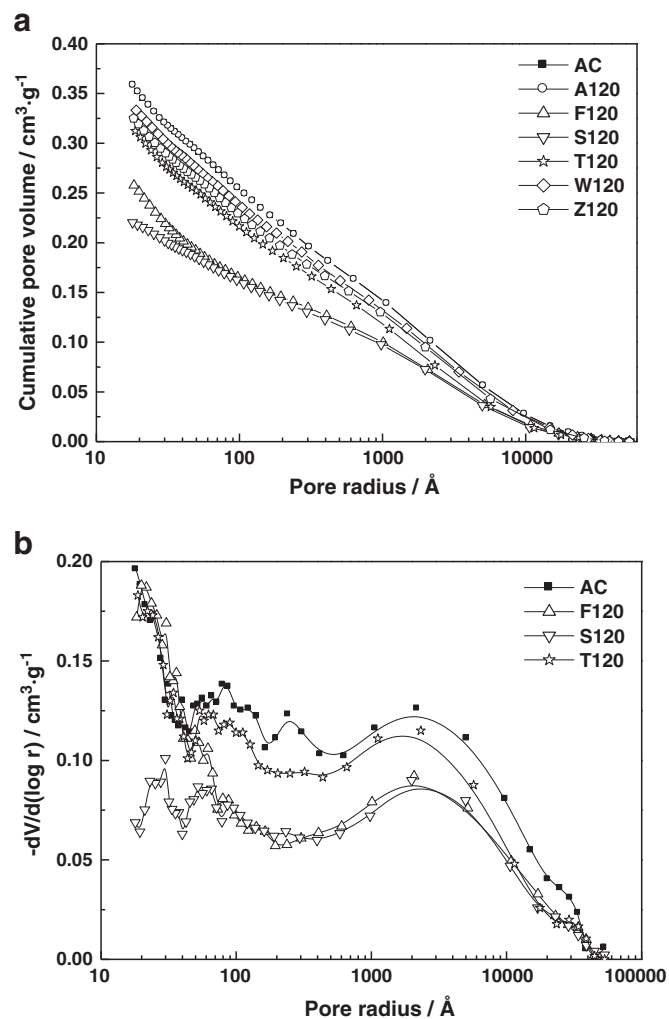 a
0.40
0.35
0.30
0.25
0.20
0.15
0.10
0.05
0.00
Cumulative pore volume / cm³·g⁻¹
AC
A120
F120
S120
T120
W120
Z120
10 100 1000 10000
Pore radius / Å
b
0.20
0.15
0.10
0.05
0.00
-dV/d(log r) / cm³·g⁻¹
AC
F120
S120
T120
10 100 1000 10000 100000
Pore radius / Å